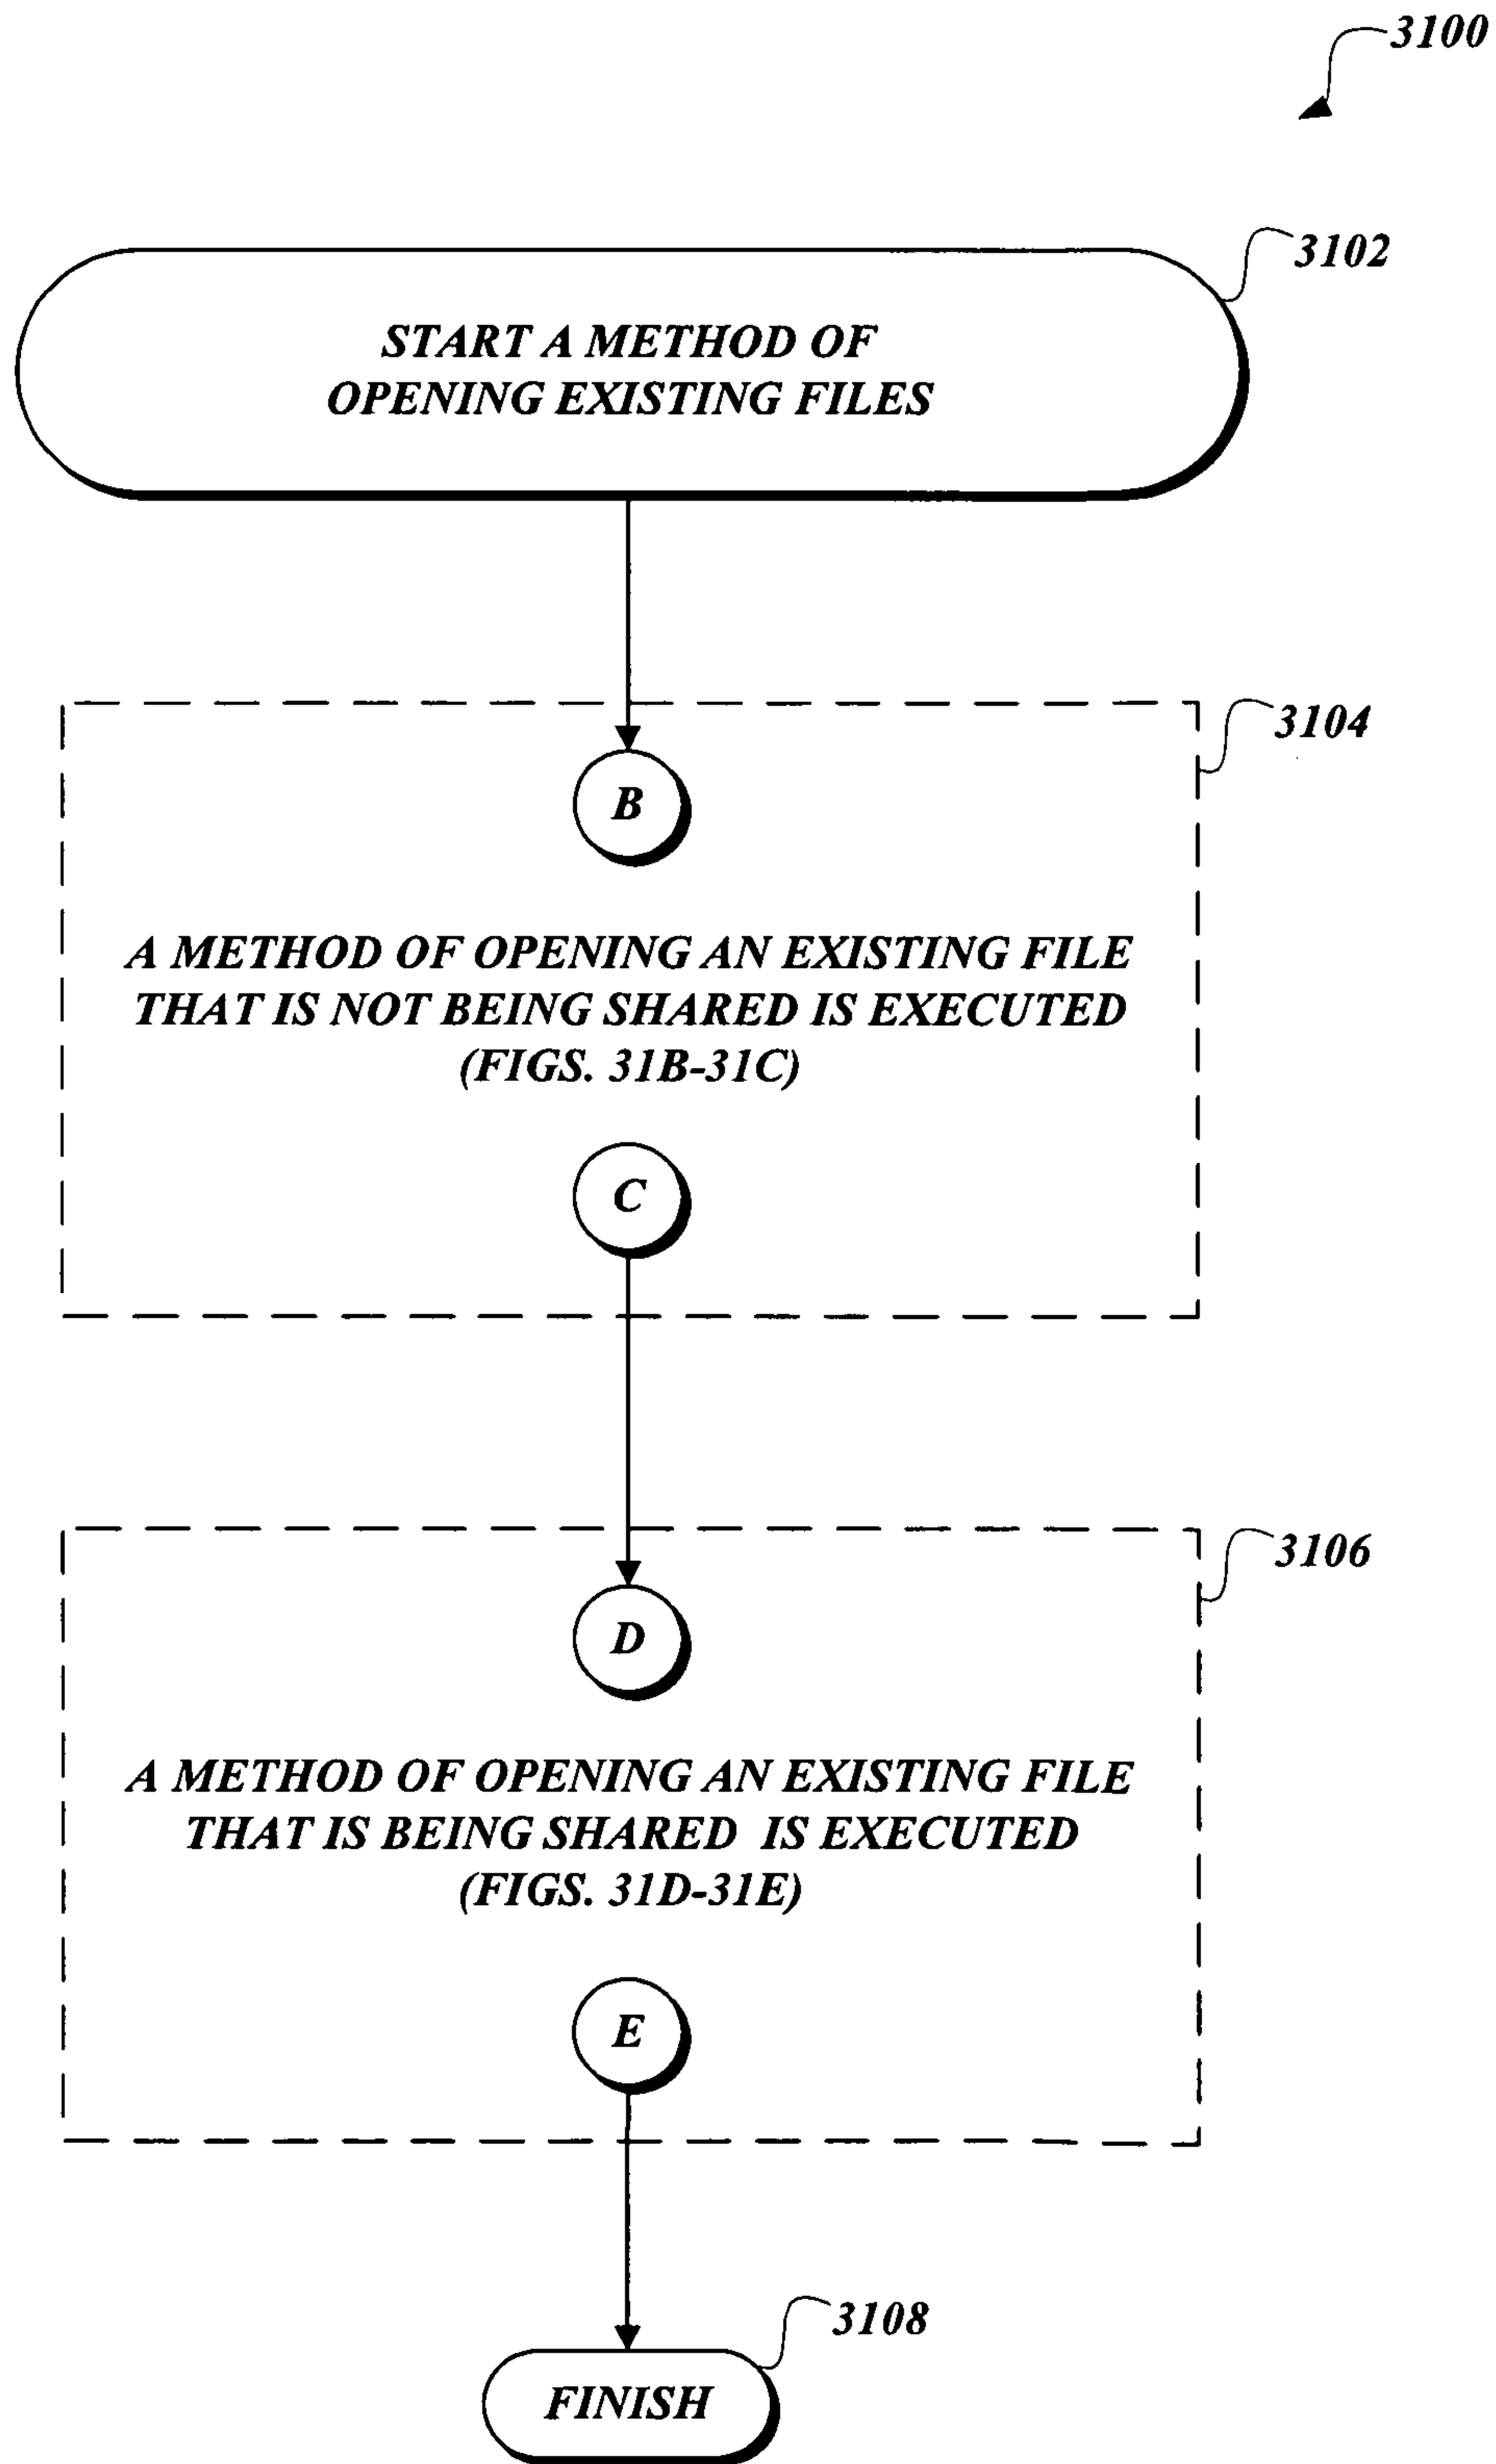 3100
3102
START A METHOD OF
OPENING EXISTING FILES
3104
B
A METHOD OF OPENING AN EXISTING FILE
THAT IS NOT BEING SHARED IS EXECUTED
(FIGS. 31B-31C)
C
3106
D
A METHOD OF OPENING AN EXISTING FILE
THAT IS BEING SHARED IS EXECUTED
(FIGS. 31D-31E)
E
3108
FINISH